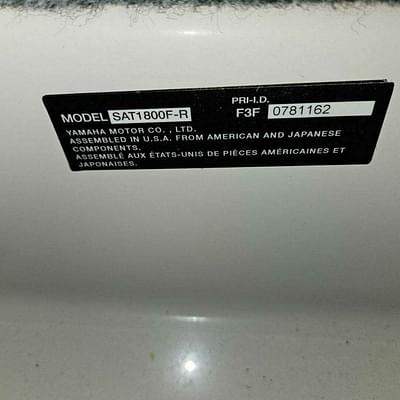 PRI-I.D.
MODEL SAT1800F-R F3F 0781162
YAMAHA MOTOR CO., LTD.
ASSEMBLED IN U.S.A. FROM AMERICAN AND JAPANESE
COMPONENTS.
ASSEMBLÉ AUX ÉTATS-UNIS DE PIÈCES AMÉRICAINES ET
JAPONAISES.